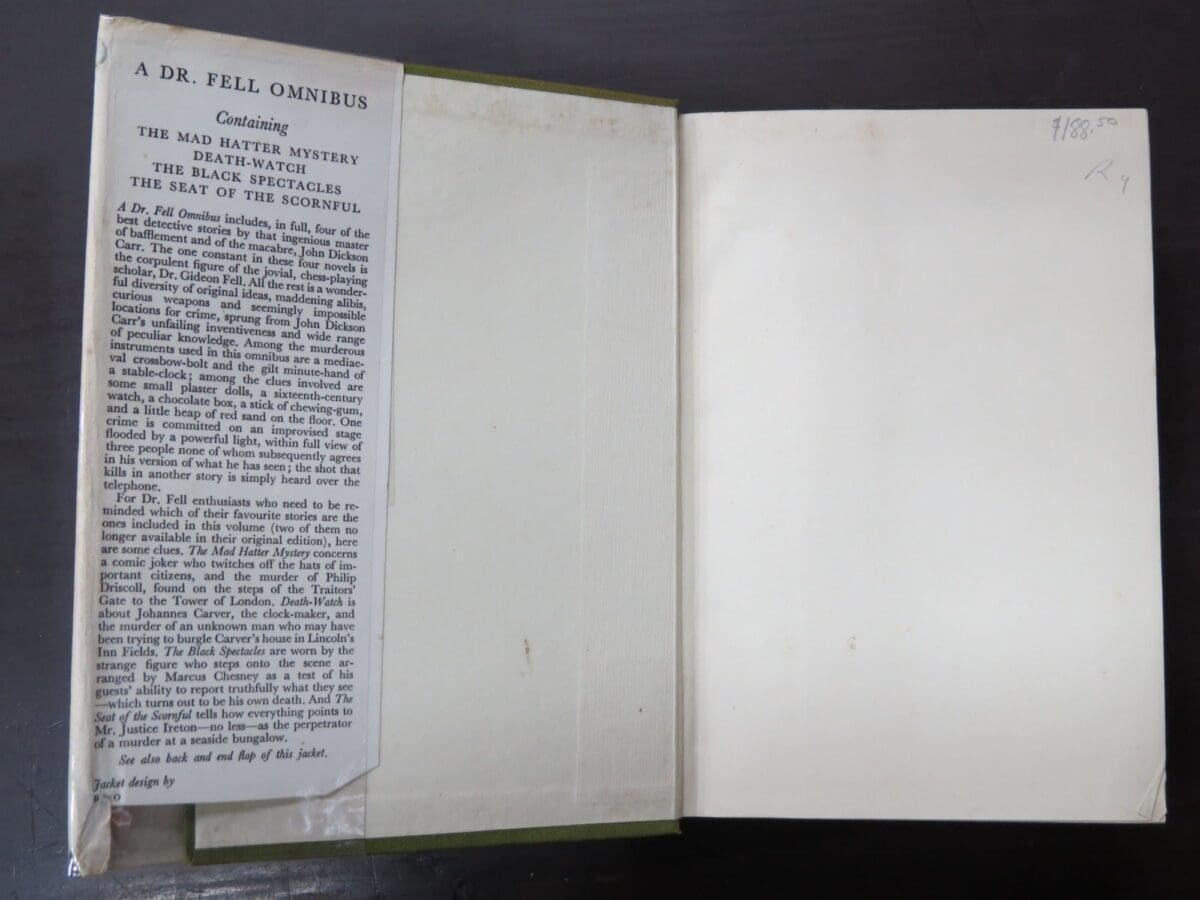 A DR. FELL OMNIBUS
Containing
THE MAD HATTER MYSTERY
DEATH-WATCH
THE BLACK SPECTACLES
THE SEAT OF THE SCORNFUL
A Dr. Fell Omnibus includes, in full, four of the
best detective stories by that ingenious master
of bafflement and of the macabre, John Dickson
Carr. The one constant in these four novels is
the corpulent figure of the jovial, chess-playing
scholar, Dr. Gideon Fell. All the rest is a wonder-
ful diversity of original ideas, maddening alibis,
curious weapons and seemingly impossible
locations for crime, sprung from John Dickson
Carr's unfailing inventiveness and wide range
of peculiar knowledge. Among the murderous
instruments used in this omnibus are a mediae-
val crossbow-bolt and the gilt minute-hand of
a stable-clock; among the clues involved are
some small plaster dolls, a sixteenth-century
watch, a chocolate box, a stick of chewing-gum,
and a little heap of red sand on the floor. One
crime is committed on an improvised stage
flooded by a powerful light, within full view of
three people none of whom subsequently agrees
in his version of what he has seen; the shot that
kills in another story is simply heard over the
telephone.
For Dr. Fell enthusiasts who need to be re-
minded which of their favourite stories are the
ones included in this volume (two of them no
longer available in their original edition), here
are some clues. The Mad Hatter Mystery concerns
a comic joker who twitches off the hats of im-
portant citizens, and the murder of Philip
Driscoll, found on the steps of the Traitors'
Gate to the Tower of London. Death-Watch is
about Johannes Carver, the clock-maker, and
the murder of an unknown man who may have
been trying to burgle Carver's house in Lincoln's
Inn Fields. The Black Spectacles are worn by the
strange figure who steps onto the scene ar-
ranged by Marcus Chesney as a test of his
guests' ability to report truthfully what they see
—which turns out to be his own death. And The
Seat of the Scornful tells how everything points to
Mr. Justice Ireton—no less—as the perpetrator
of a murder at a seaside bungalow.
See also back and end flap of this jacket.
Jacket design by
$188.50